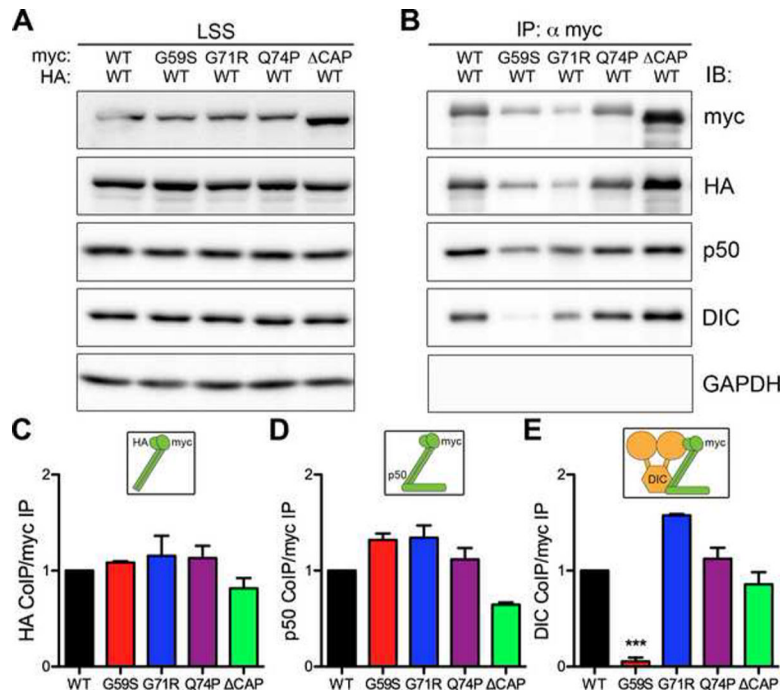 A
LSS
myc: WT G59S G71R Q74P ΔCAP
HA: WT WT WT WT WT
B
IP: α myc
WT G59S G71R Q74P ΔCAP
WT WT WT WT WT IB:
myc
HA
p50
DIC
GAPDH
C
HA myc
HA CoIP/myc IP
2
1
0
WT G59S G71R Q74P ΔCAP
D
myc
p50
p50 CoIP/myc IP
2
1
0
WT G59S G71R Q74P ΔCAP
E
myc
DIC
DIC CoIP/myc IP
2
1
0
***
WT G59S G71R Q74P ΔCAP